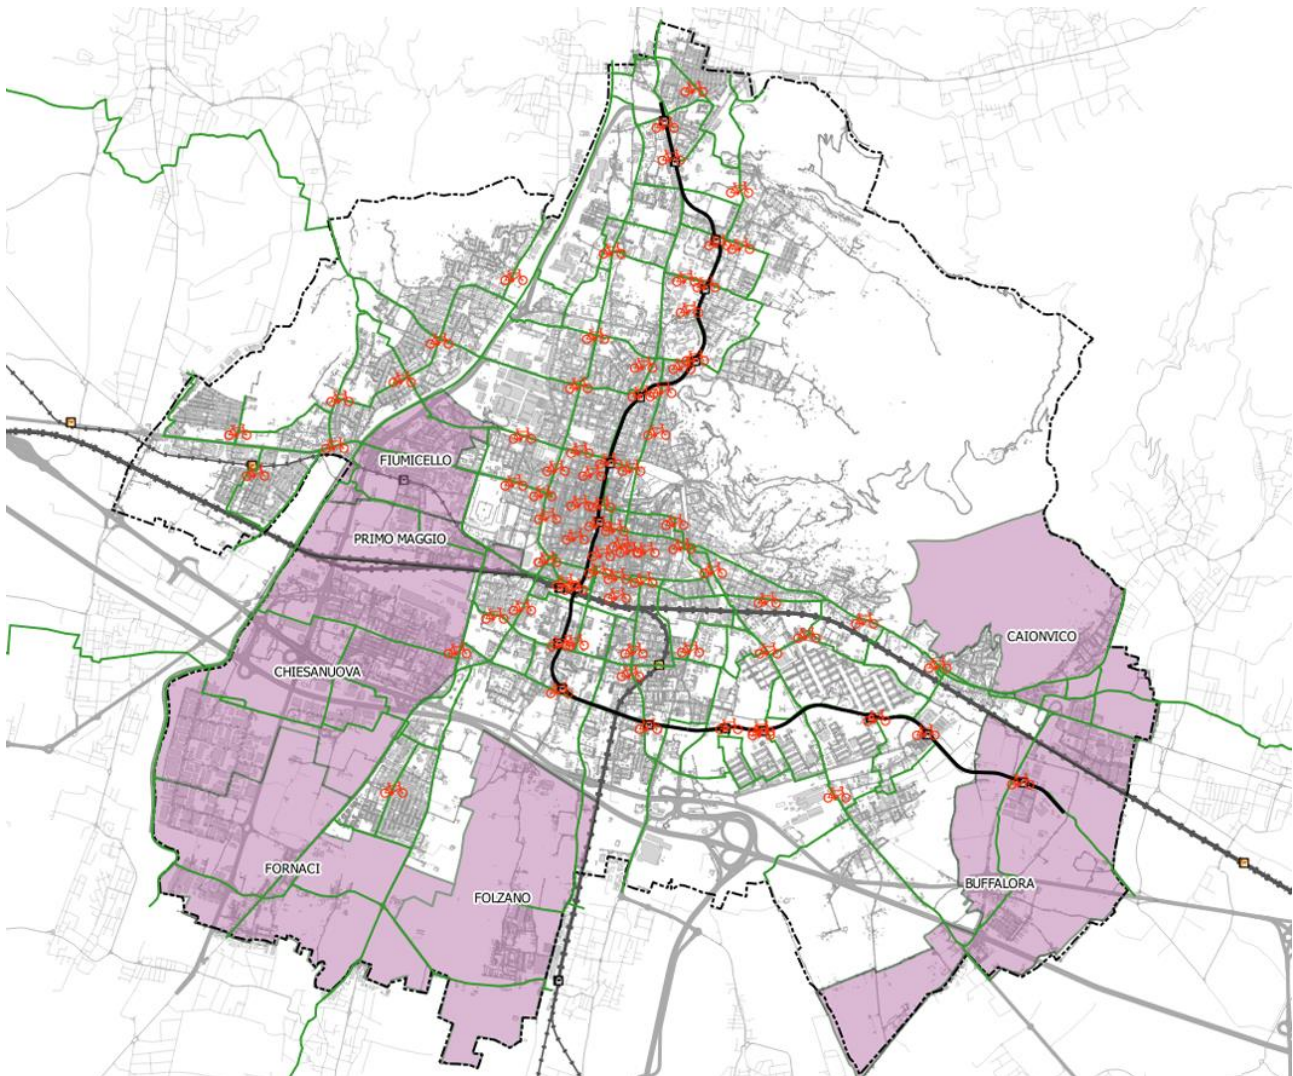 FIUMICELLO
PRIMO MAGGIO
CAIONVICO
CHIESANUOVA
FORNACI
BUFFALORA
FOLZANO